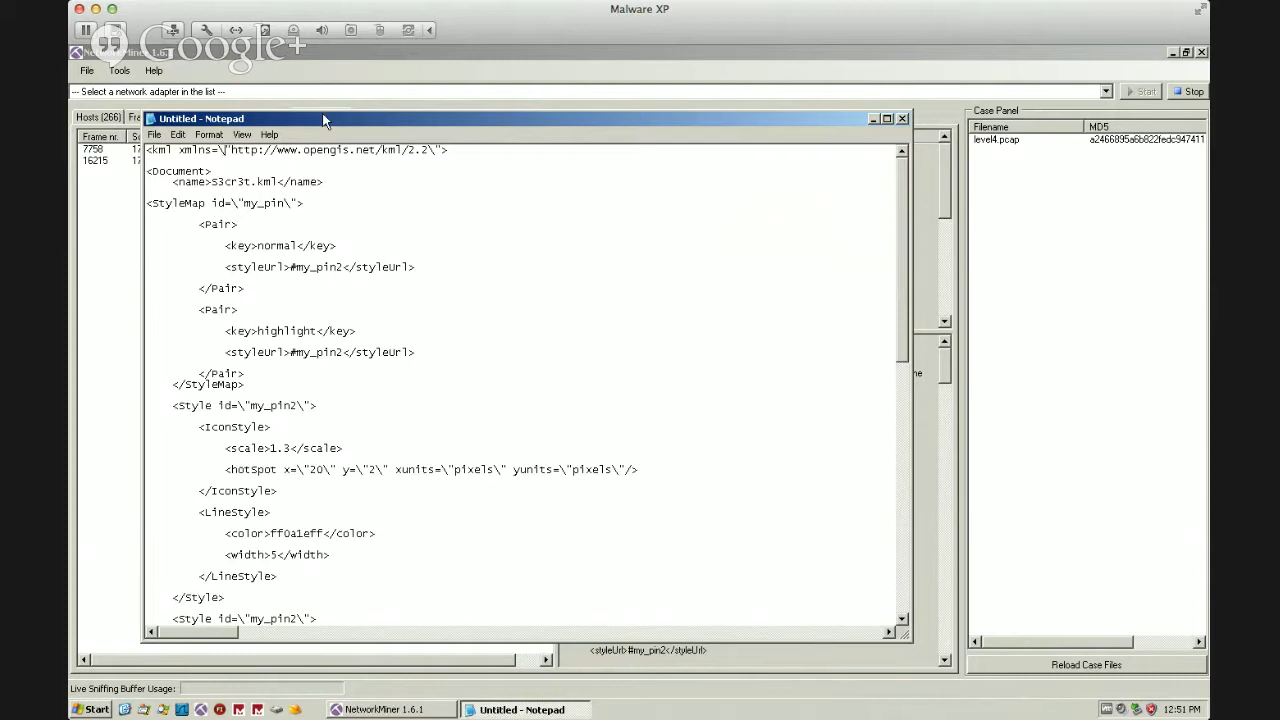 Malware XP
Google+
NetworkMiner 1.6.1
File Tools Help
--- Select a network adapter in the list ---
Start
Stop
Hosts (266)
Case Panel
Filename MD5
level4.pcap a2466895a6b822fedc947411
Frame nr.
7758
16215
Untitled - Notepad
File Edit Format View Help
<kml xmlns=\"http://www.opengis.net/kml/2.2\">
<Document>
<name>S3cr3t.kml</name>
<StyleMap id=\"my_pin\">
<Pair>
<key>normal</key>
<styleUrl>#my_pin2</styleUrl>
</Pair>
<Pair>
<key>highlight</key>
<styleUrl>#my_pin2</styleUrl>
</Pair>
</StyleMap>
<Style id=\"my_pin2\">
<IconStyle>
<scale>1.3</scale>
<hotSpot x=\"20\" y=\"2\" xunits=\"pixels\" yunits=\"pixels\"/>
</IconStyle>
<LineStyle>
<color>ff0a1eff</color>
<width>5</width>
</LineStyle>
</Style>
<Style id=\"my_pin2\">
<styleUrl>#my_pin2</styleUrl>
Reload Case Files
Live Sniffing Buffer Usage:
Start
NetworkMiner 1.6.1
Untitled - Notepad
12:51 PM